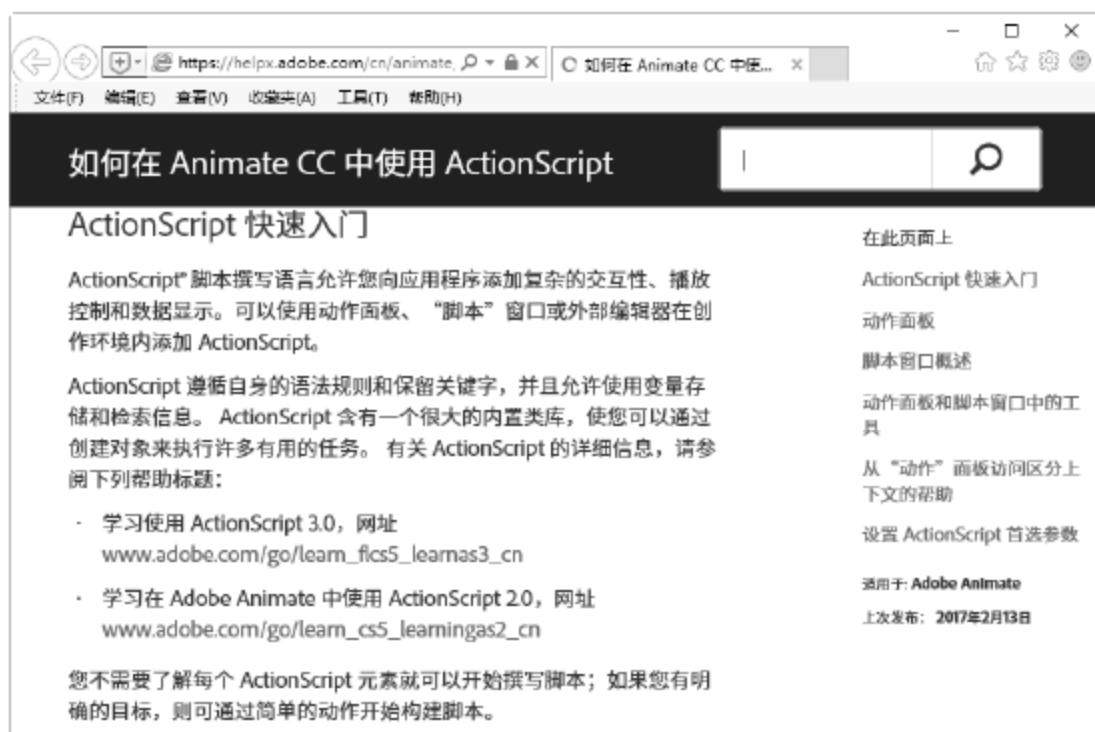 https://helpx.adobe.com/cn/animate,
如何在 Animate CC 中使...
文件(F) 编辑(E) 查看(V) 收藏夹(A) 工具(T) 帮助(H)
如何在 Animate CC 中使用 ActionScript
ActionScript 快速入门
ActionScript® 脚本撰写语言允许您向应用程序添加复杂的交互性、播放
控制和数据显示。可以使用动作面板、“脚本”窗口或外部编辑器在创
作环境内添加 ActionScript。
ActionScript 遵循自身的语法规则和保留关键字，并且允许使用变量存
储和检索信息。 ActionScript 含有一个很大的内置类库，使您可以通过
创建对象来执行许多有用的任务。 有关 ActionScript 的详细信息，请参
阅下列帮助标题：
· 学习使用 ActionScript 3.0，网址
www.adobe.com/go/learn_flcs5_learnas3_cn
· 学习在 Adobe Animate 中使用 ActionScript 2.0，网址
www.adobe.com/go/learn_cs5_learningas2_cn
您不需要了解每个 ActionScript 元素就可以开始撰写脚本；如果您有明
确的目标，则可通过简单的动作开始构建脚本。
在此页面上
ActionScript 快速入门
动作面板
脚本窗口概述
动作面板和脚本窗口中的工
具
从“动作”面板访问区分上
下文的帮助
设置 ActionScript 首选参数
适用于: Adobe Animate
上次发布： 2017年2月13日